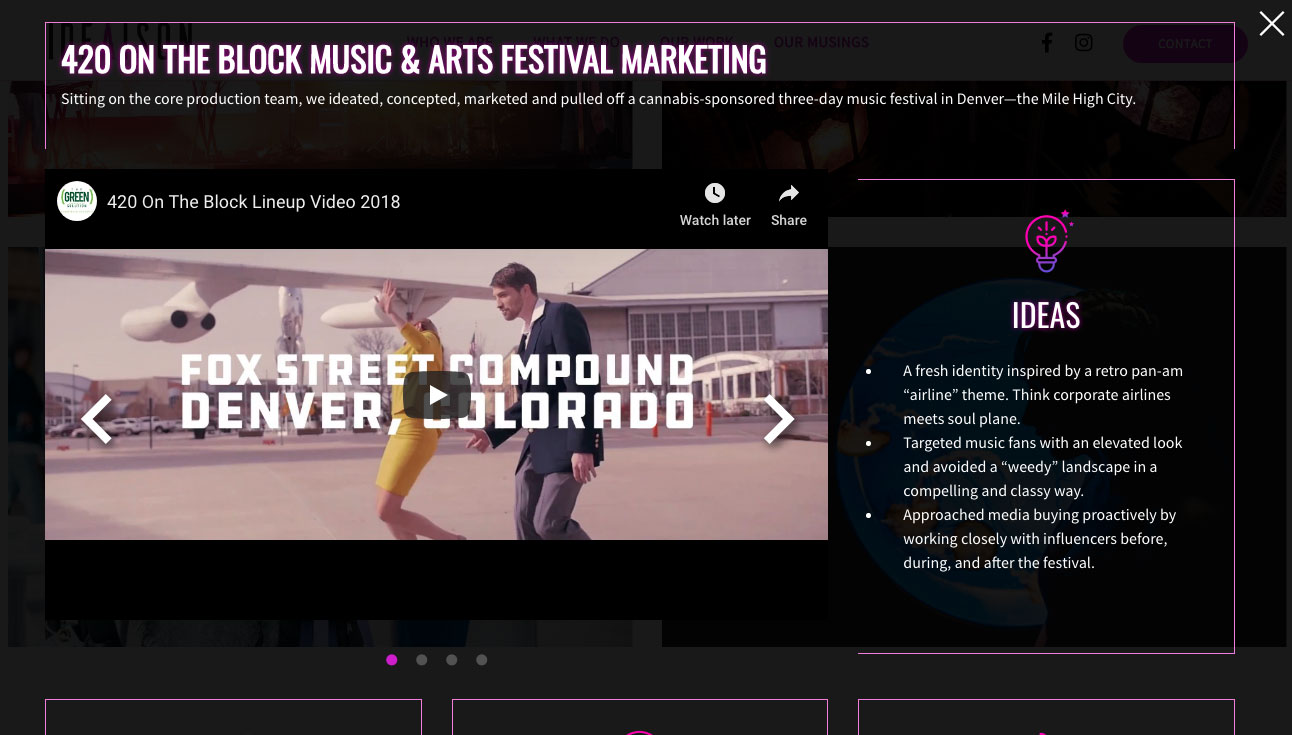 IDEAISON
WHO WE ARE
WHAT WE DO
OUR WORK
OUR MUSINGS
CONTACT
420 ON THE BLOCK MUSIC & ARTS FESTIVAL MARKETING
Sitting on the core production team, we ideated, concepted, marketed and pulled off a cannabis-sponsored three-day music festival in Denver—the Mile High City.
GREEN
420 On The Block Lineup Video 2018
Watch later
Share
FOX STREET COMPOUND
DENVER, COLORADO
IDEAS
A fresh identity inspired by a retro pan-am
“airline” theme. Think corporate airlines
meets soul plane.
Targeted music fans with an elevated look
and avoided a “weedy” landscape in a
compelling and classy way.
Approached media buying proactively by
working closely with influencers before,
during, and after the festival.